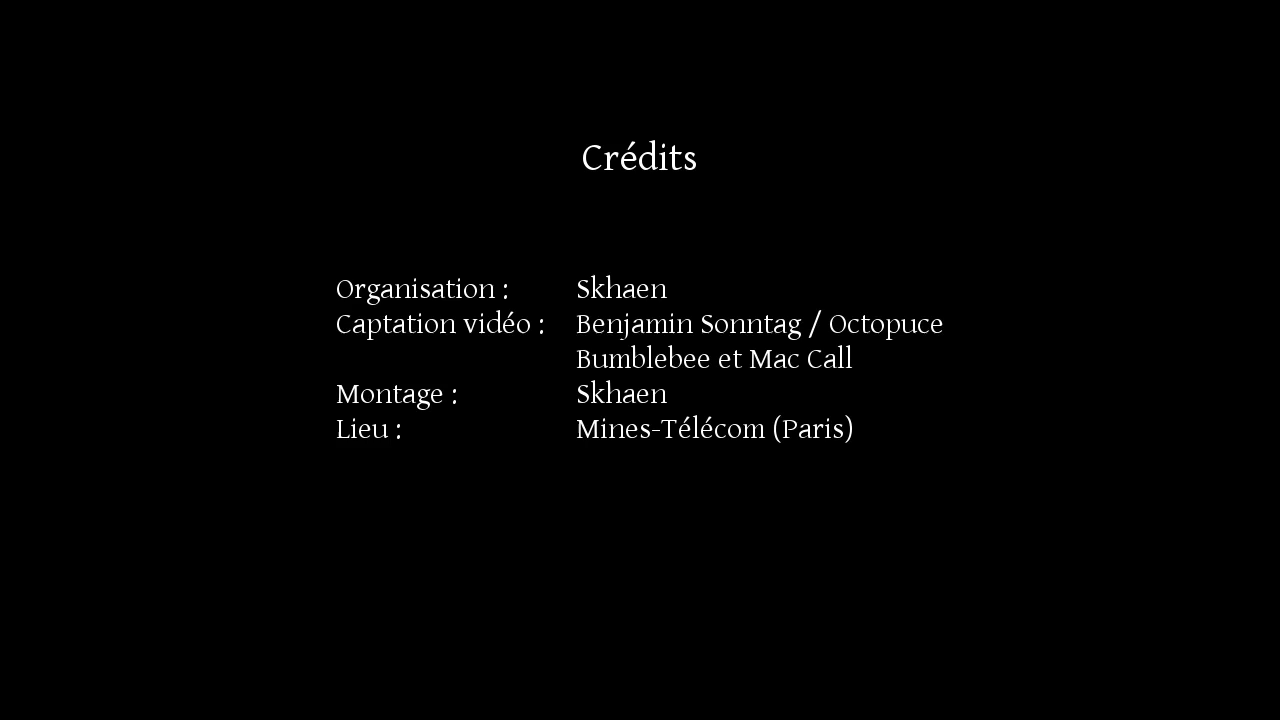 Crédits
Organisation : Skhaen
Captation vidéo : Benjamin Sonntag / Octopuce
Bumblebee et Mac Call
Montage : Skhaen
Lieu : Mines-Télécom (Paris)